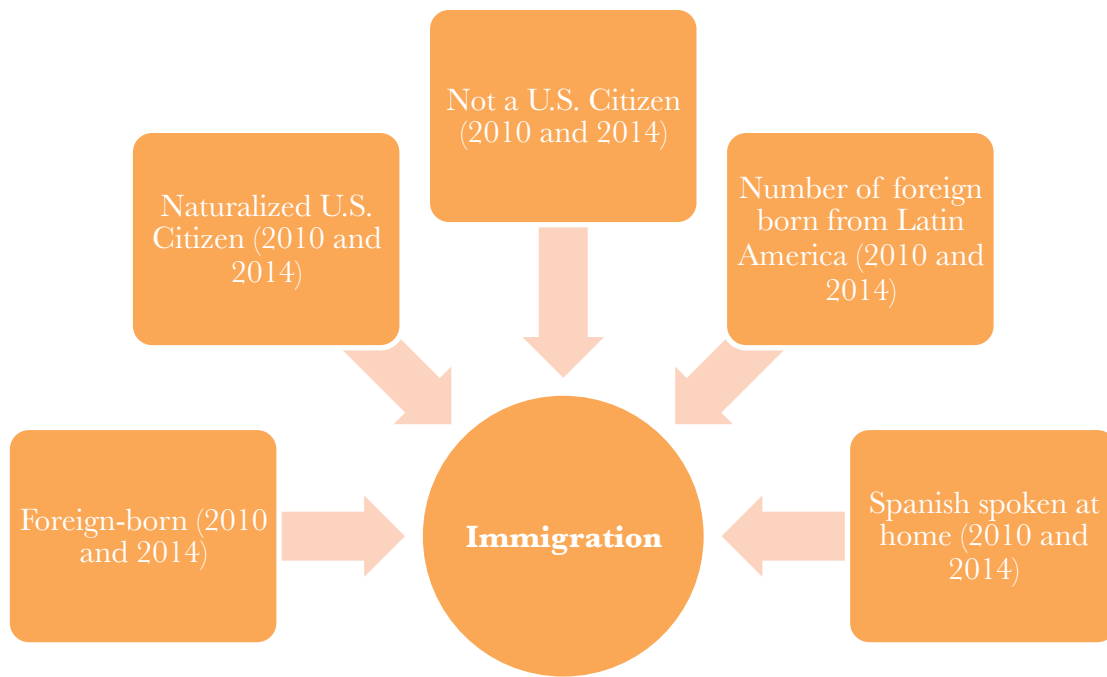 Not a U.S. Citizen
(2010 and 2014)
Naturalized U.S.
Citizen (2010 and
2014)
Number of foreign
born from Latin
America (2010 and
2014)
Foreign-born (2010
and 2014)
Immigration
Spanish spoken at
home (2010 and
2014)